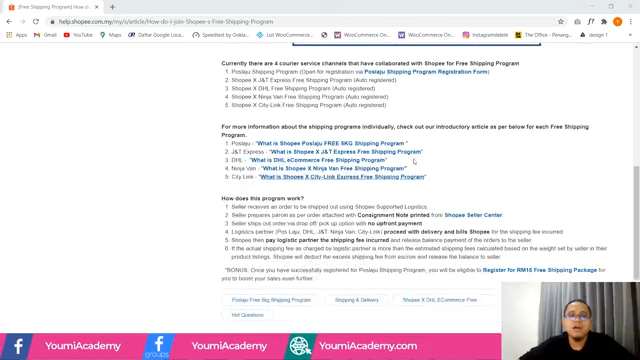 [Free Shipping Program] How do
help.shopee.com.my/my/s/article/How-do-I-join-Shopee-s-Free-Shipping-Program
Apps
Gmail
YouTube
Maps
Daftar Google Locat...
Speedtest by Ookla...
List WooCommerce
WooCommerce On...
WooCommerce On...
Instagramdelete
The Office - Penang...
design 1
Currently there are 4 courier service channels that have collaborated with Shopee for Free Shipping Program
1 Poslaju Shipping Program (Open for registration via Poslaju Shipping Program Registration Form)
2 Shopee X J&T Express Free Shipping Program (Auto registered)
3 Shopee X DHL Free Shipping Program (Auto registered)
4 Shopee X Ninja Van Free Shipping Program (Auto registered)
5 Shopee X City-Link Free Shipping Program (Auto registered)
For more information about the shipping programs individually, check out our introductory article as per below for each Free Shipping
Program.
1 Poslaju - "What is Shopee Poslaju FREE 5KG Shipping Program "
2 J&T Express - "What is Shopee X J&T Express Free Shipping Program"
3 DHL - "What is DHL eCommerce Free Shipping Program"
4 Ninja Van - "What is Shopee X Ninja Van Free Shipping Program"
5 City Link - "What is Shopee X City-Link Express Free Shipping Program"
How does this program work?
1 Seller receives an order to be shipped out using Shopee Supported Logistics.
2 Seller prepares parcel as per order attached with Consignment Note printed from Shopee Seller Center
3 Seller ships out order via drop off/ pick up option with no upfront payment
4 Logistics partner (Pos Laju, DHL, J&T, Ninja Van, City-Link) proceed with delivery and bills Shopee for the shipping fee incurred
5 Shopee then pay logistic partner the shipping fee incurred and release balance payment of the orders to the seller
6 If the actual shipping fee as charged by logistic partner is more than the estimated shipping fee calculated based on the weight set by seller in their
product listings, Shopee will deduct the excess shipping fee from escrow and release the balance to seller
*BONUS: Once you have successfully registered for Poslaju Shipping Program, you will be eligible to Register for RM15 Free Shipping Package for
you to boost your sales even further.
Poslaju Free 5kg Shipping Program
Shipping & Delivery
Shopee X DHL ECommerce Free ...
Hot Questions
YoumiAcademy
groups
YoumiAcademy
YoumiAcademy.com